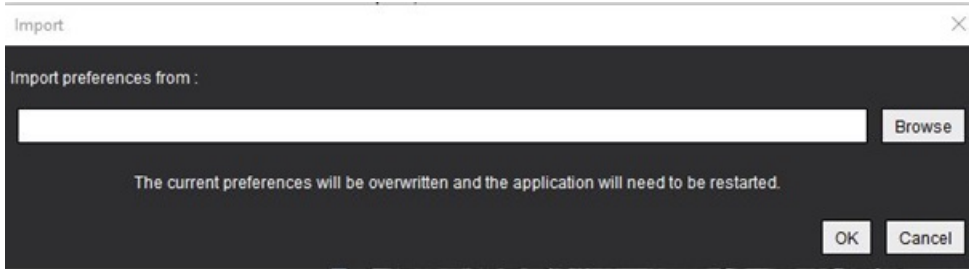 Import
Import preferences from :
Browse
The current preferences will be overwritten and the application will need to be restarted.
OK Cancel